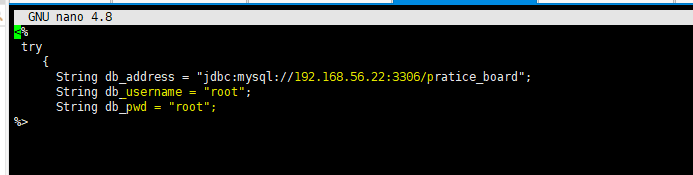 GNU nano 4.8
<%
try
{
String db_address = "jdbc:mysql://192.168.56.22:3306/pratice_board";
String db_username = "root";
String db_pwd = "root";
%>